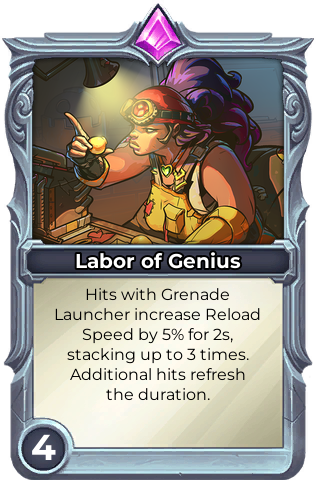 Labor of Genius
Hits with Grenade
Launcher increase Reload
Speed by 5% for 2s,
stacking up to 3 times.
Additional hits refresh
the duration.
4